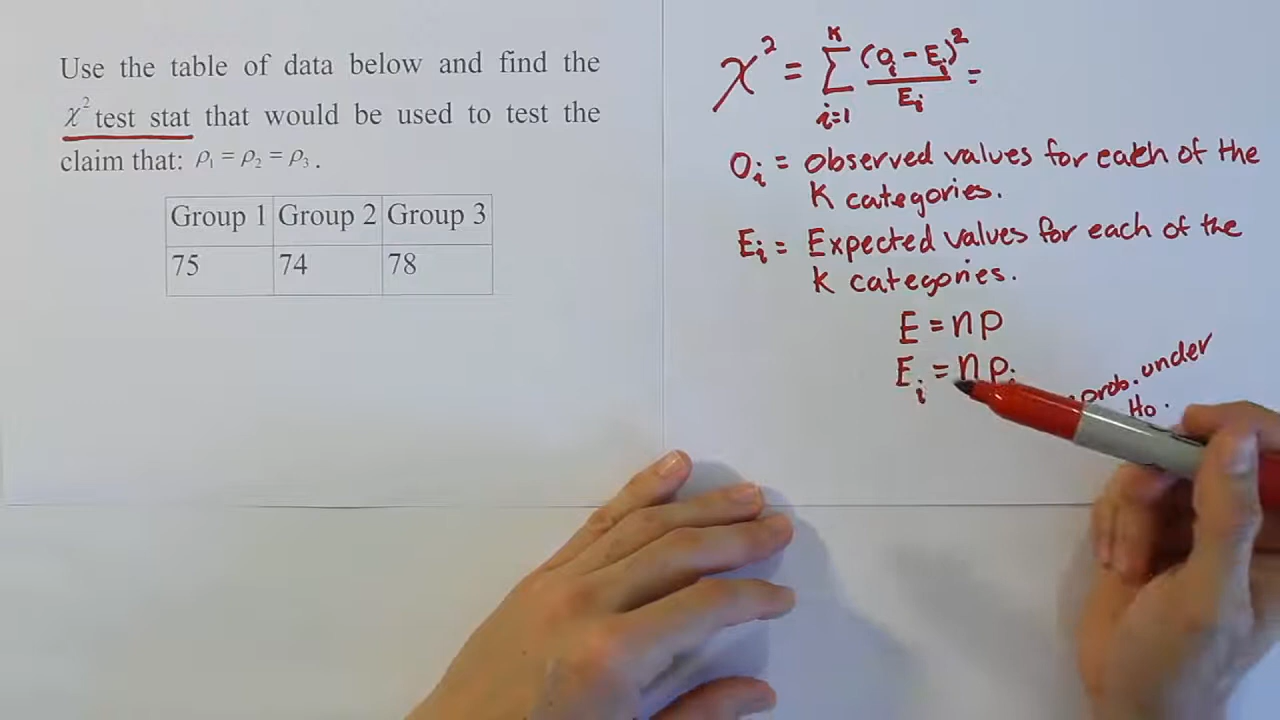 Use the table of data below and find the
χ² test stat that would be used to test the
claim that: ρ₁ = ρ₂ = ρ₃.
Group 1 Group 2 Group 3
75 74 78
χ² = Σ (Oᵢ - Eᵢ)² / Eᵢ =
K
i=1
Oᵢ = observed values for each of the
K categories.
Eᵢ = Expected values for each of the
K categories.
E = np
Eᵢ = npᵢ
prob. under
Ho.